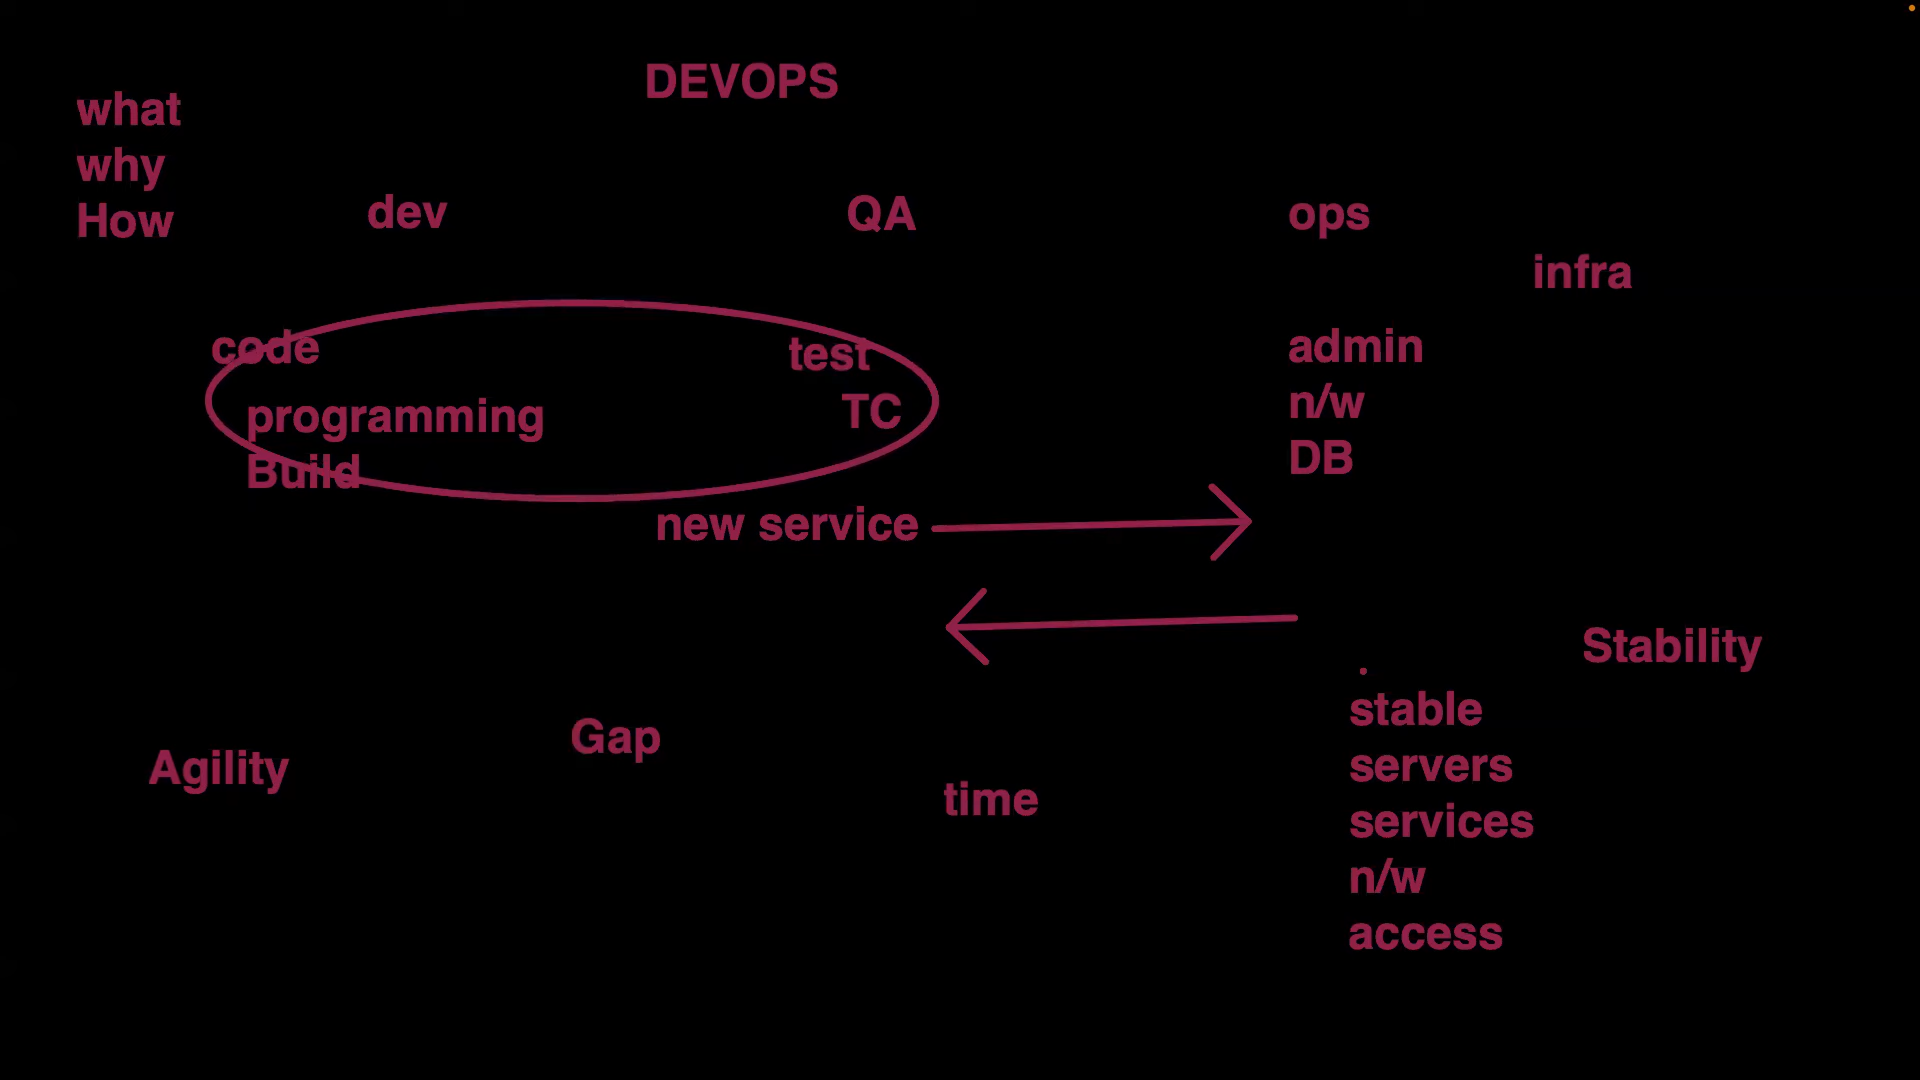 DEVOPS
what
why
How
dev
QA
ops
infra
code
programming
Build
test
TC
admin
n/w
DB
new service
Stability
stable
servers
services
n/w
access
Gap
Agility
time